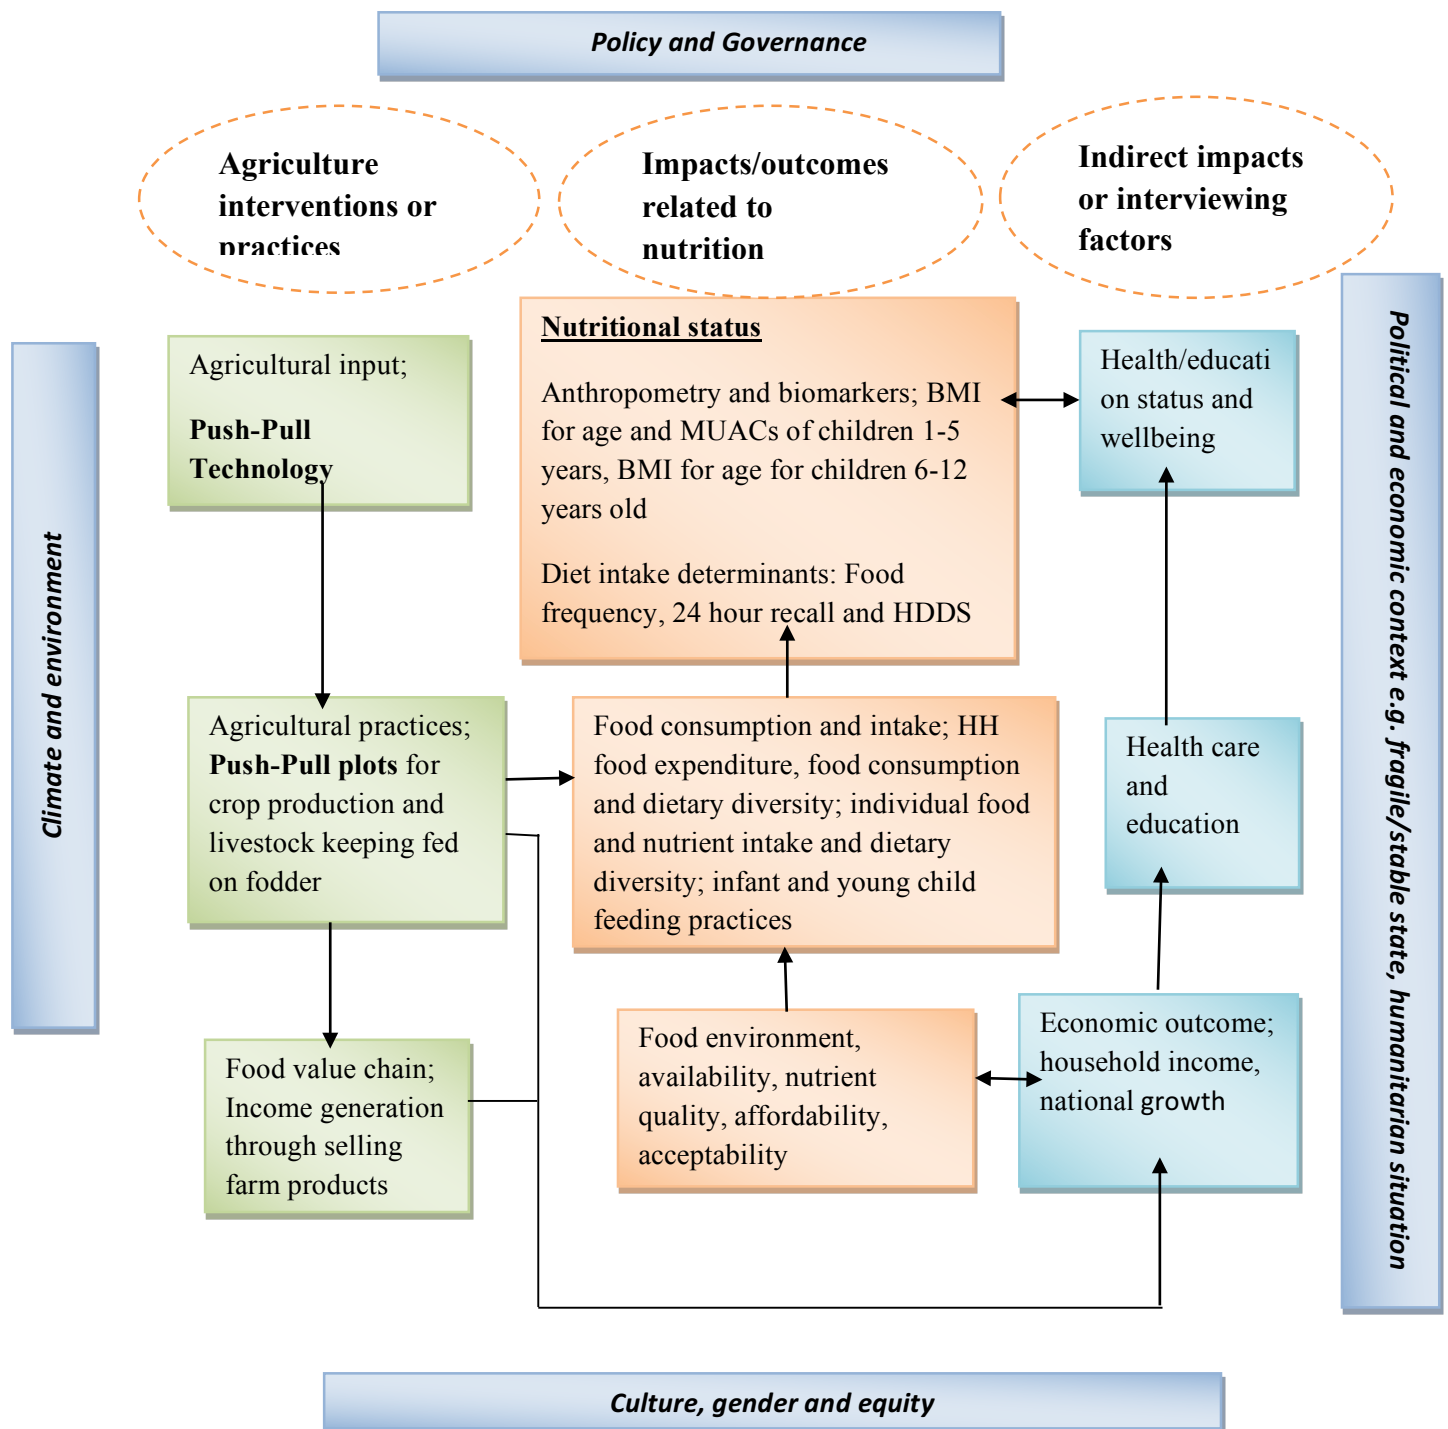 Policy and Governance
Agriculture
interventions or
practices
Impacts/outcomes
related to
nutrition
Indirect impacts
or interviewing
factors
Climate and environment
Agricultural input;
Push-Pull
Technology
Nutritional status
Anthropometry and biomarkers; BMI
for age and MUACs of children 1-5
years, BMI for age for children 6-12
years old
Diet intake determinants: Food
frequency, 24 hour recall and HDDS
Health/educati
on status and
wellbeing
Political and economic context e.g. fragile/stable state, humanitarian situation
Agricultural practices;
Push-Pull plots for
crop production and
livestock keeping fed
on fodder
Food consumption and intake; HH
food expenditure, food consumption
and dietary diversity; individual food
and nutrient intake and dietary
diversity; infant and young child
feeding practices
Health care
and
education
Food value chain;
Income generation
through selling
farm products
Food environment,
availability, nutrient
quality, affordability,
acceptability
Economic outcome;
household income,
national growth
Culture, gender and equity